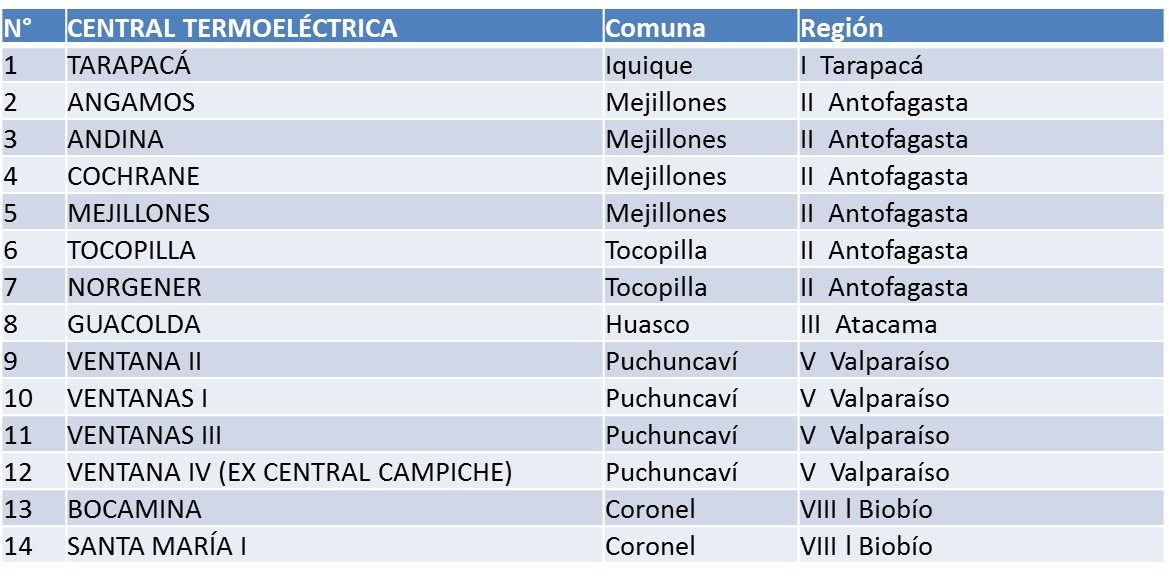 N° CENTRAL TERMOELÉCTRICA Comuna Región
1 TARAPACÁ Iquique I Tarapacá
2 ANGAMOS Mejillones II Antofagasta
3 ANDINA Mejillones II Antofagasta
4 COCHRANE Mejillones II Antofagasta
5 MEJILLONES Mejillones II Antofagasta
6 TOCOPILLA Tocopilla II Antofagasta
7 NORGENER Tocopilla II Antofagasta
8 GUACOLDA Huasco III Atacama
9 VENTANA II Puchuncaví V Valparaíso
10 VENTANAS I Puchuncaví V Valparaíso
11 VENTANAS III Puchuncaví V Valparaíso
12 VENTANA IV (EX CENTRAL CAMPICHE) Puchuncaví V Valparaíso
13 BOCAMINA Coronel VIII l Biobío
14 SANTA MARÍA I Coronel VIII l Biobío